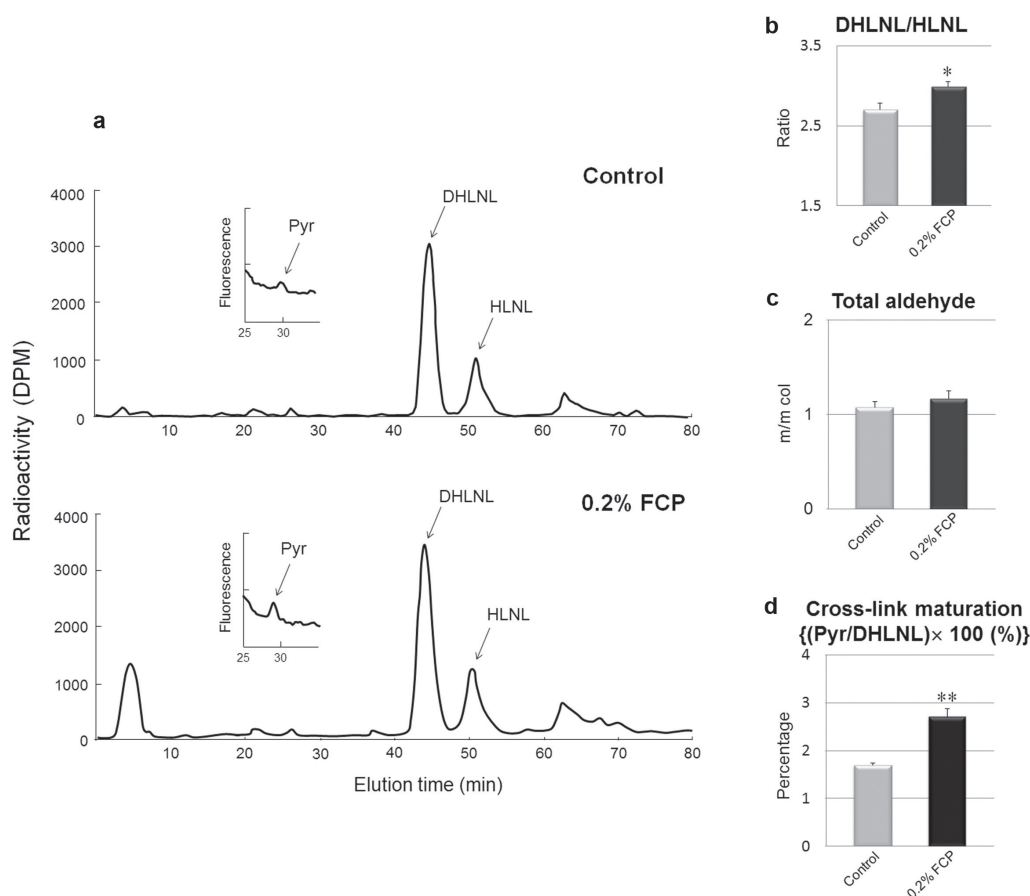 a
Control
Radioactivity (DPM)
4000
3000
2000
1000
0
Fluorescence
Pyr
25
30
DHLNL
HLNL
10
20
30
40
50
60
70
80
0.2% FCP
4000
3000
2000
1000
0
Fluorescence
Pyr
25
30
DHLNL
HLNL
10
20
30
40
50
60
70
80
Elution time (min)
b
DHLNL/HLNL
3.5
2.5
1.5
Ratio
*
Control
0.2% FCP
c
Total aldehyde
2
1
0
m/m col
Control
0.2% FCP
d
Cross-link maturation
{(Pyr/DHLNL)× 100 (%)}
4
3
2
1
0
Percentage
**
Control
0.2% FCP